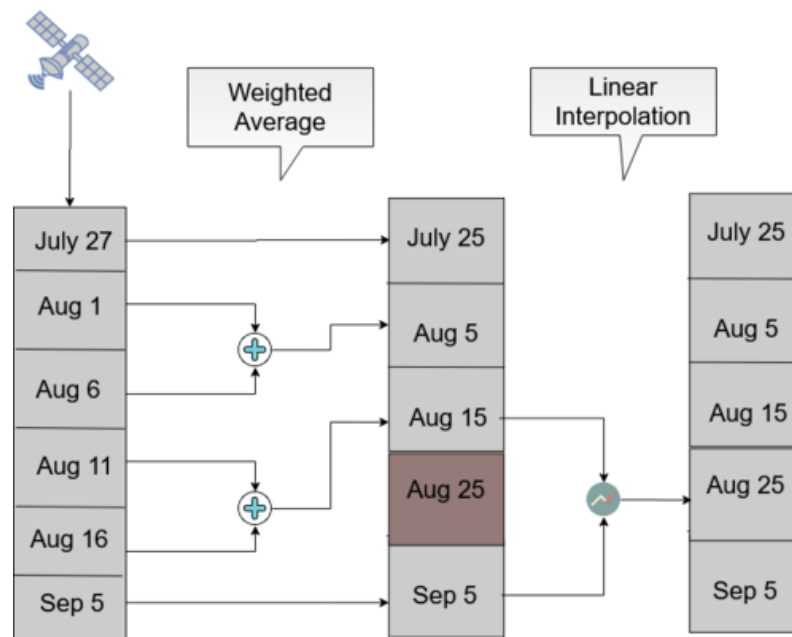 Weighted
Average
Linear
Interpolation
July 27
Aug 1
Aug 6
Aug 11
Aug 16
Sep 5
July 25
Aug 5
Aug 15
Aug 25
Sep 5
July 25
Aug 5
Aug 15
Aug 25
Sep 5